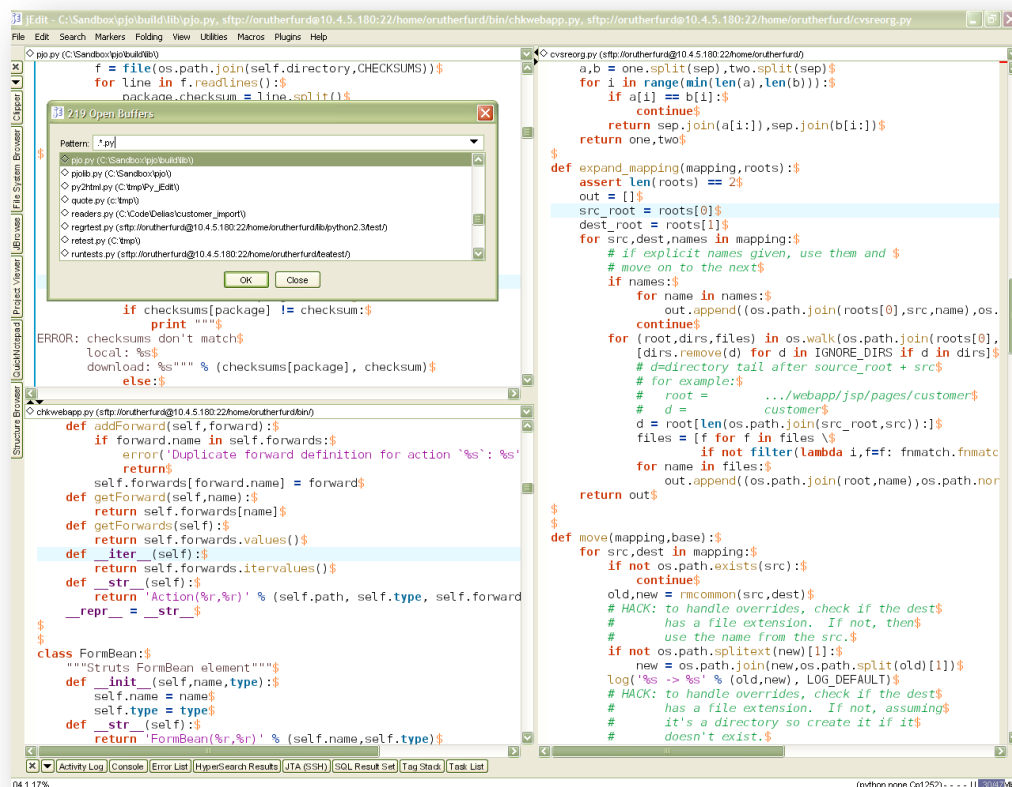 jEdit - C:\Sandbox\pjo\build\lib\pjo.py, sftp://orutherfurd@10.4.5.180:22/home/orutherfurd/bin/chkwebapp.py, sftp://orutherfurd@10.4.5.180:22/home/orutherfurd/cvsreorg.py
File Edit Search Markers Folding View Utilities Macros Plugins Help
pjo.py (C:\Sandbox\pjo\build\lib\)
f = file(os.path.join(self.directory,CHECKSUMS))$
for line in f.readlines():$
package,checksum = line.split()$
219 Open Buffers
Pattern: .*.py
pjo.py (C:\Sandbox\pjo\build\lib\)
pjolib.py (C:\Sandbox\pjo\)
py2html.py (C:\tmp\Py_jEdit\)
quote.py (c:\tmp\)
readers.py (C:\Code\Delias\customer_import\)
regrtest.py (sftp://orutherfurd@10.4.5.180:22/home/orutherfurd/lib/python2.3/test/)
retest.py (C:\tmp\)
runtests.py (sftp://orutherfurd@10.4.5.180:22/home/orutherfurd/teatest/)
OK Close
$
if checksums[package] != checksum:$
print """$
ERROR: checksums don't match$
local: %s$
download: %s""" % (checksums[package], checksum)$
else:$
Clipper
File System Browser
JBrowse
Project Viewer
QuickNotepad
Structure Browser
chkwebapp.py (sftp://orutherfurd@10.4.5.180:22/home/orutherfurd/bin/)
def addForward(self,forward):$
if forward.name in self.forwards:$
error('Duplicate forward definition for action `%s`: %s'
return$
self.forwards[forward.name] = forward$
def getForward(self,name):$
return self.forwards[name]$
def getForwards(self):$
return self.forwards.values()$
def __iter__(self):$
return self.forwards.itervalues()$
def __str__(self):$
return 'Action(%r,%r)' % (self.path, self.type, self.forward
__repr__ = __str__$
$
$
class FormBean:$
"""Struts FormBean element"""$
def __init__(self,name,type):$
self.name = name$
self.type = type$
def __str__(self):$
return 'FormBean(%r,%r)' % (self.name,self.type)$
cvsreorg.py (sftp://orutherfurd@10.4.5.180:22/home/orutherfurd/)
a,b = one.split(sep),two.split(sep)$
for i in range(min(len(a),len(b))):$
if a[i] == b[i]:$
continue$
return sep.join(a[i:]),sep.join(b[i:])$
return one,two$
$
def expand_mapping(mapping,roots):$
assert len(roots) == 2$
out = []$
src_root = roots[0]$
dest_root = roots[1]$
for src,dest,names in mapping:$
# if explicit names given, use them and $
# move on to the next$
if names:$
for name in names:$
out.append((os.path.join(roots[0],src,name),os.
continue$
for (root,dirs,files) in os.walk(os.path.join(roots[0],
[dirs.remove(d) for d in IGNORE_DIRS if d in dirs]$
# d=directory tail after source_root + src$
# for example:$
# root = .../webapp/jsp/pages/customer$
# d = customer$
d = root[len(os.path.join(src_root,src)):]$
files = [f for f in files \$
if not filter(lambda i,f=f: fnmatch.fnmatc
for name in files:$
out.append((os.path.join(root,name),os.path.nor
return out$
$
$
def move(mapping,base):$
for src,dest in mapping:$
if not os.path.exists(src):$
continue$
old,new = rmcommon(src,dest)$
# HACK: to handle overrides, check if the dest$
# has a file extension. If not, then$
# use the name from the src.$
if not os.path.splitext(new)[1]:$
new = os.path.join(new,os.path.split(old)[1])$
log('%s -> %s' % (old,new), LOG_DEFAULT)$
# HACK: to handle overrides, check if the dest$
# has a file extension. If not, assuming$
# it's a directory so create it if it$
# doesn't exist.$
Activity Log Console Error List HyperSearch Results JTA (SSH) SQL Result Set Tag Stack Task List
04,1 17%
(python none Cp1252)- - - - U